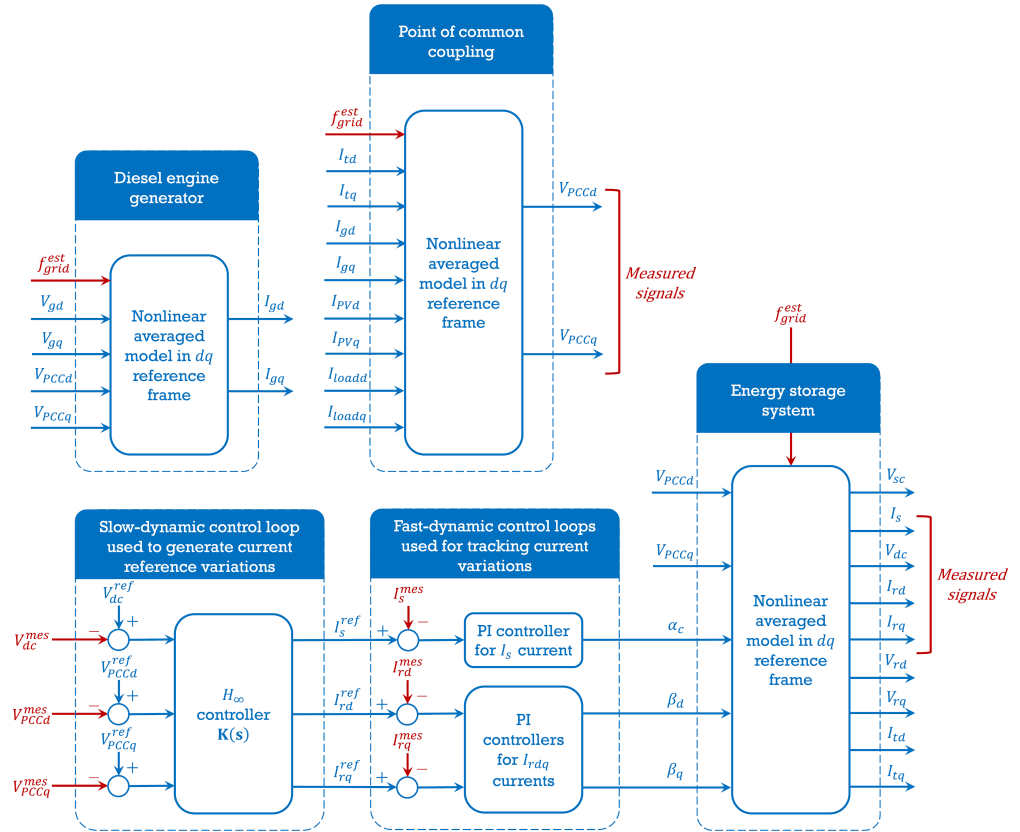 Point of common
coupling
f_grid^est
I_td
I_tq
I_gd
I_gq
I_PVd
I_PVq
I_loadd
I_loadq
Nonlinear
averaged
model in dq
reference
frame
V_PCCd
V_PCCq
Measured
signals
Diesel engine
generator
f_grid^est
V_gd
V_gq
V_PCCd
V_PCCq
Nonlinear
averaged
model in dq
reference
frame
I_gd
I_gq
Slow-dynamic control loop
used to generate current
reference variations
V_dc^ref
+
V_dc^mes
−
V_PCCd^ref
+
V_PCCd^mes
−
V_PCCq^ref
+
V_PCCq^mes
−
H_∞
controller
K(s)
I_s^ref
I_rd^ref
I_rq^ref
Fast-dynamic control loops
used for tracking current
variations
I_s^mes
+ −
I_rd^mes
+ −
I_rq^mes
+ −
PI controller
for I_s current
PI
controllers
for I_rdq
currents
α_c
β_d
β_q
f_grid^est
Energy storage
system
V_PCCd
V_PCCq
Nonlinear
averaged
model in dq
reference
frame
V_sc
I_s
V_dc
I_rd
I_rq
V_rd
V_rq
I_td
I_tq
Measured
signals